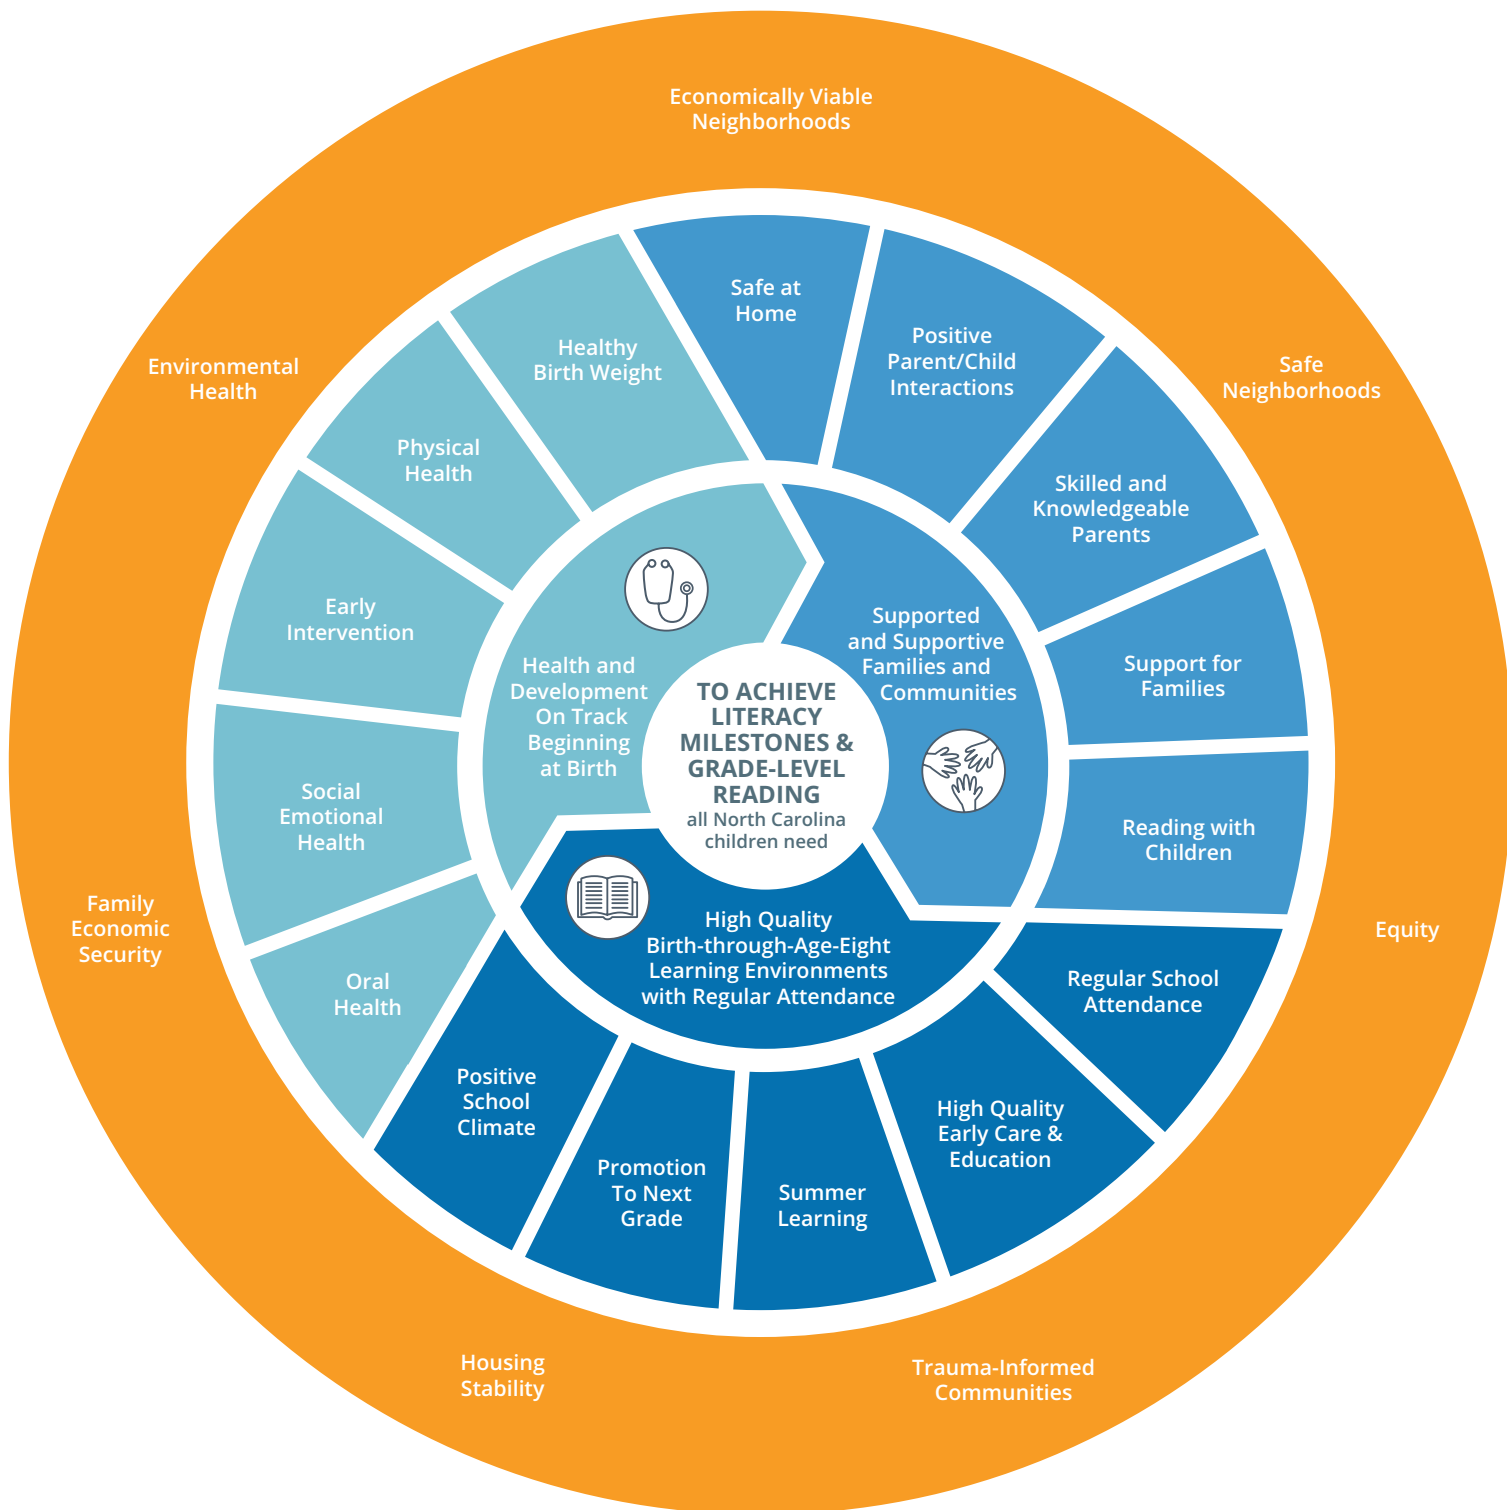 Economically Viable
Neighborhoods
Safe
Neighborhoods
Equity
Trauma-Informed
Communities
Housing
Stability
Family
Economic
Security
Environmental
Health
Safe at
Home
Positive
Parent/Child
Interactions
Skilled and
Knowledgeable
Parents
Support for
Families
Reading with
Children
Regular School
Attendance
High Quality
Early Care &
Education
Summer
Learning
Promotion
To Next
Grade
Positive
School
Climate
Oral
Health
Social
Emotional
Health
Early
Intervention
Physical
Health
Healthy
Birth Weight
Supported
and Supportive
Families and
Communities
High Quality
Birth-through-Age-Eight
Learning Environments
with Regular Attendance
Health and
Development
On Track
Beginning
at Birth
TO ACHIEVE
LITERACY
MILESTONES &
GRADE-LEVEL
READING
all North Carolina
children need